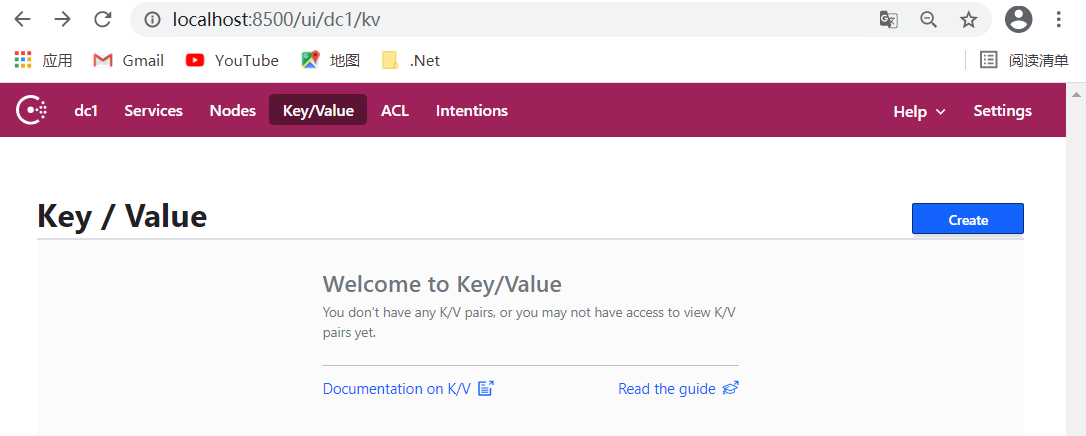 localhost:8500/ui/dc1/kv
应用 Gmail YouTube 地图 .Net 阅读清单
dc1 Services Nodes Key/Value ACL Intentions Help Settings
Key / Value Create
Welcome to Key/Value
You don't have any K/V pairs, or you may not have access to view K/V
pairs yet.
Documentation on K/V Read the guide